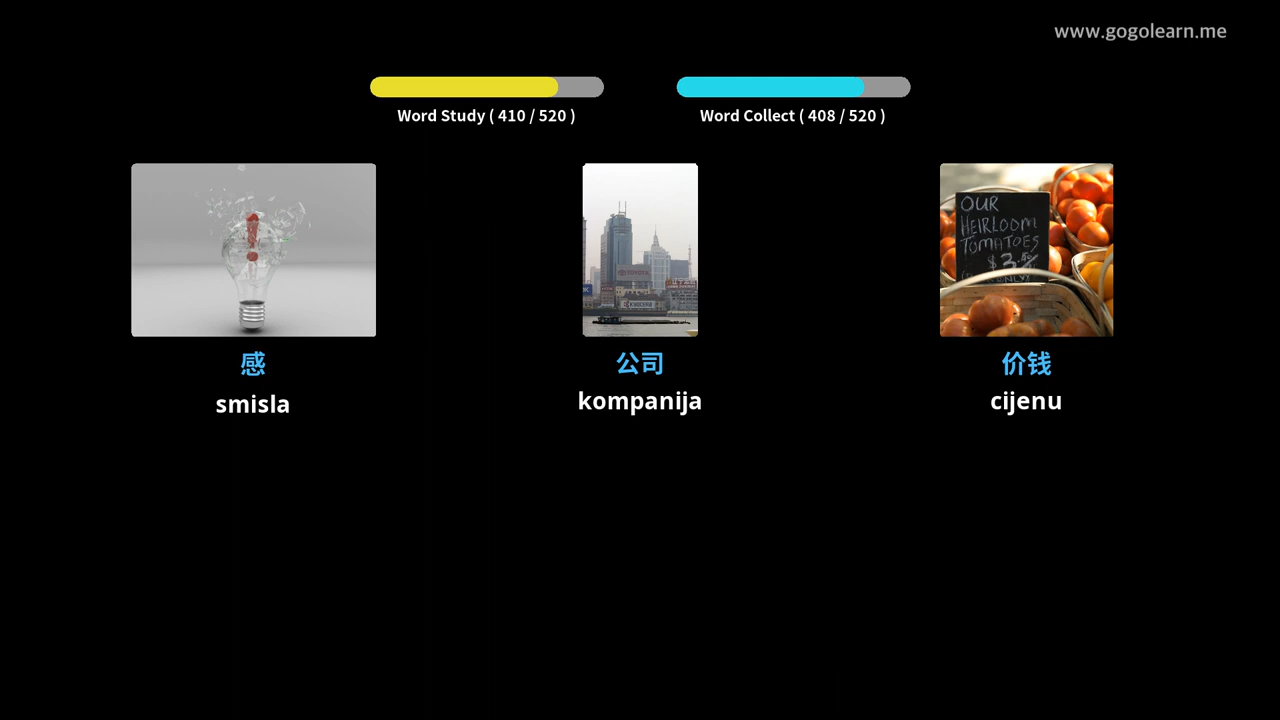 www.gogolearn.me
Word Study ( 410 / 520 )
Word Collect ( 408 / 520 )
TOYOTA
OUR
HEIRLOOM
TOMATOES
感
公司
价钱
smisla
kompanija
cijenu